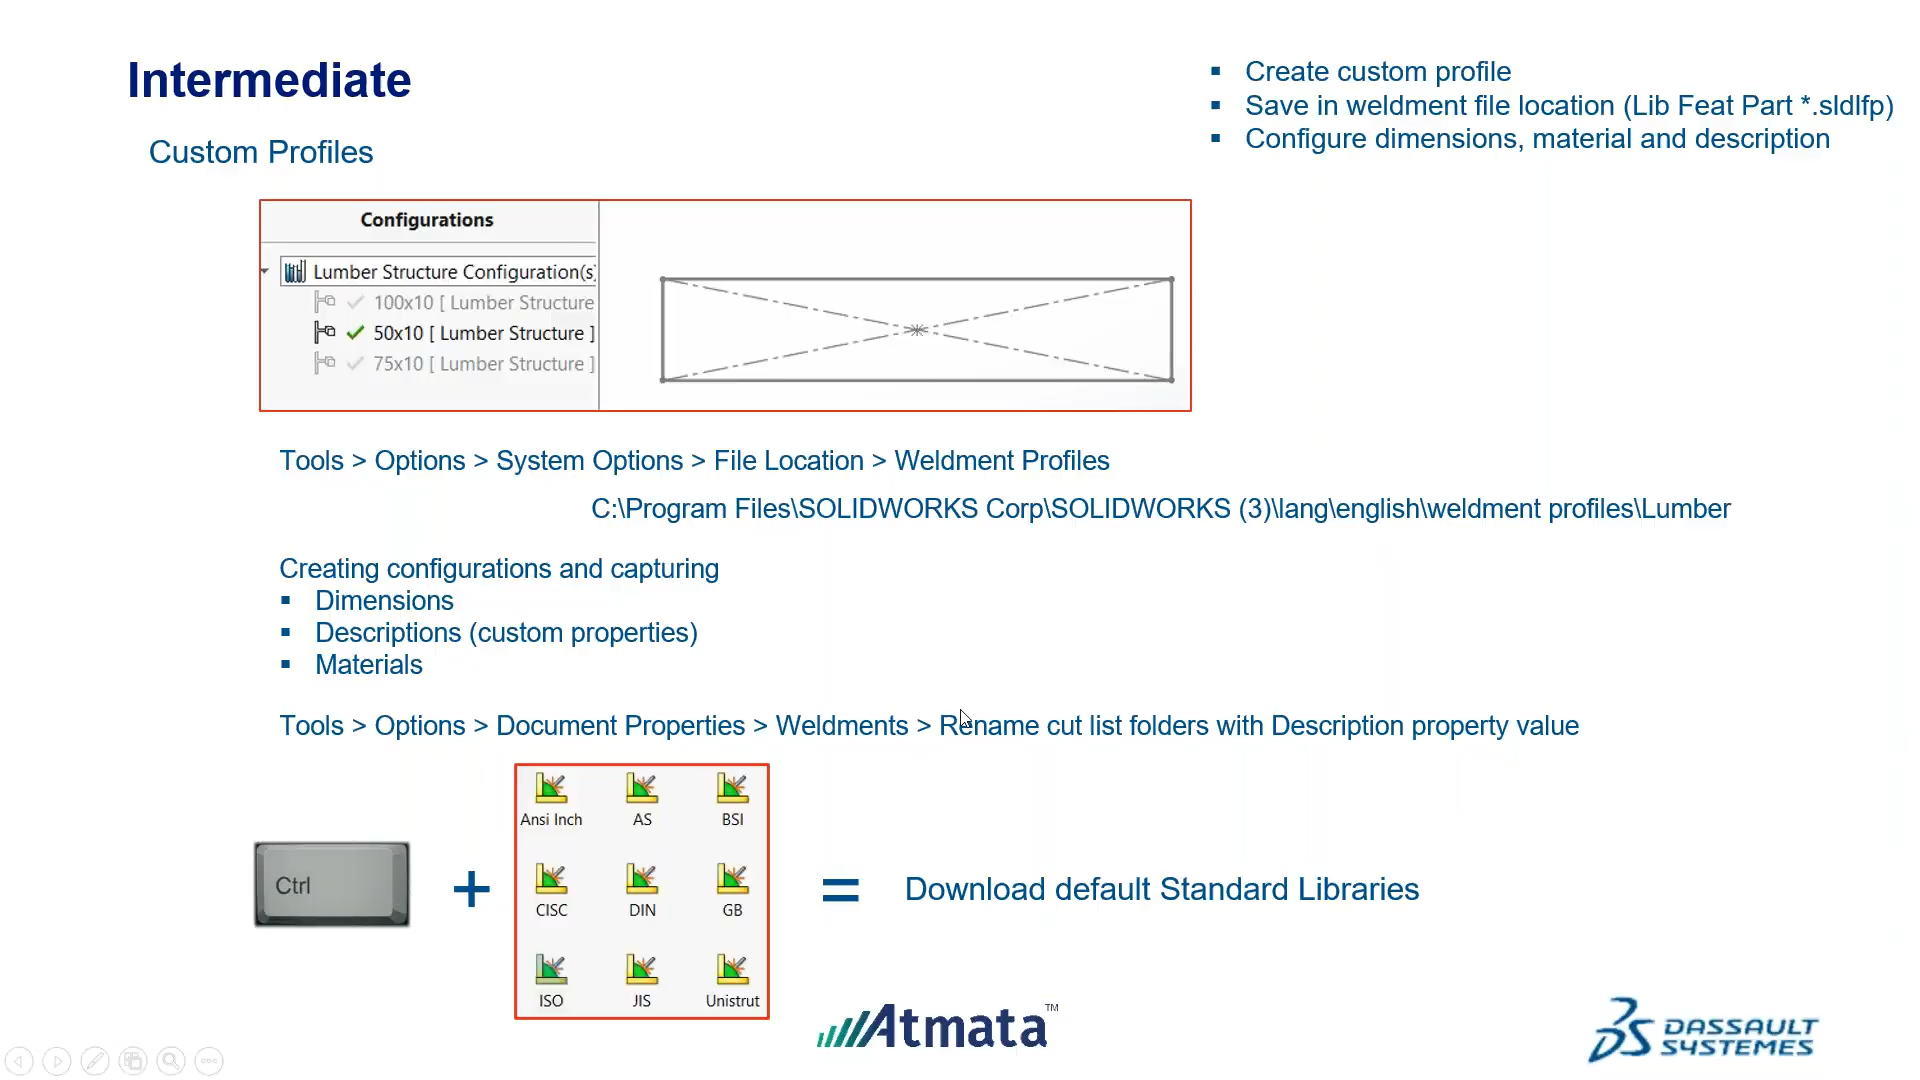 Intermediate
Custom Profiles
▪ Create custom profile
▪ Save in weldment file location (Lib Feat Part *.sldlfp)
▪ Configure dimensions, material and description
Configurations
Lumber Structure Configuration(s)
100x10 [ Lumber Structure
50x10 [ Lumber Structure ]
75x10 [ Lumber Structure ]
Tools > Options > System Options > File Location > Weldment Profiles
C:\Program Files\SOLIDWORKS Corp\SOLIDWORKS (3)\lang\english\weldment profiles\Lumber
Creating configurations and capturing
▪ Dimensions
▪ Descriptions (custom properties)
▪ Materials
Tools > Options > Document Properties > Weldments > Rename cut list folders with Description property value
Ctrl
+
Ansi Inch AS BSI
CISC DIN GB
ISO JIS Unistrut
=
Download default Standard Libraries
Atmata™
DASSAULT
SYSTEMES